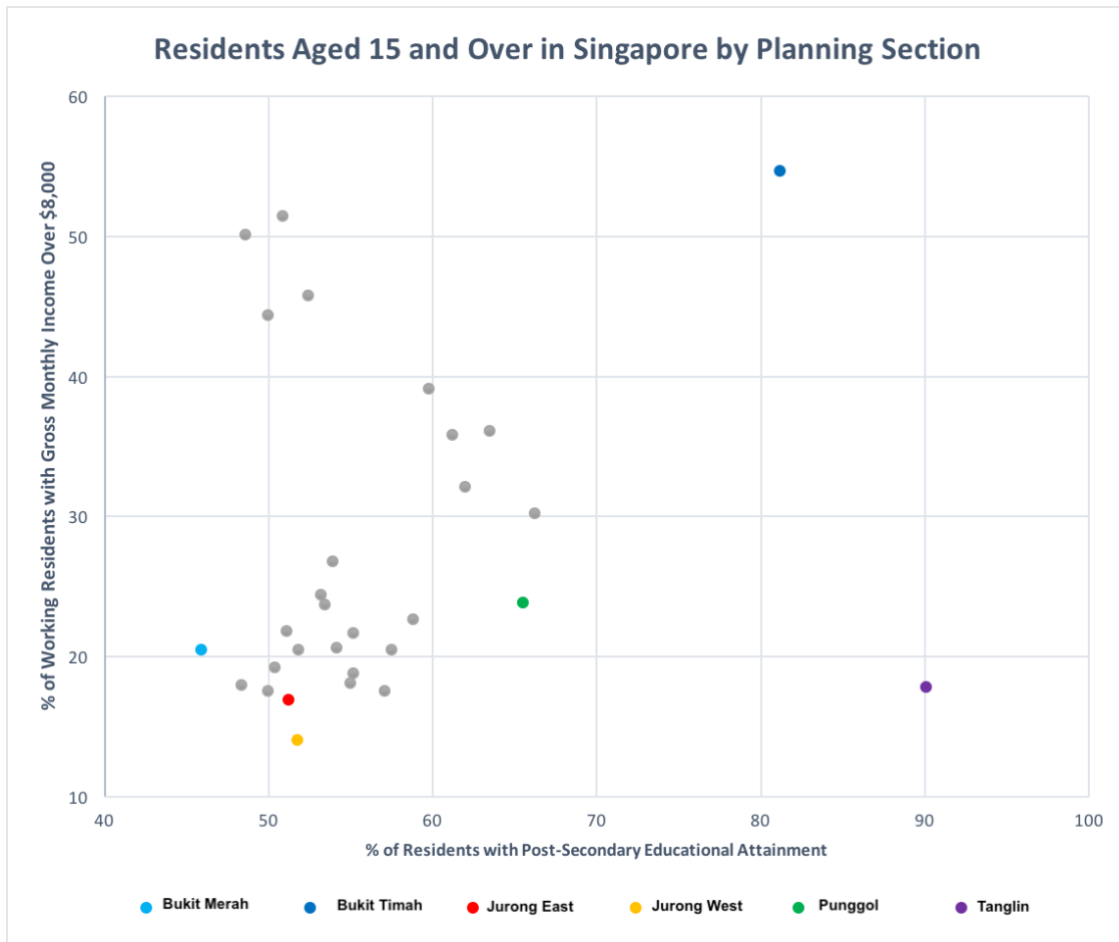 Residents Aged 15 and Over in Singapore by Planning Section
% of Working Residents with Gross Monthly Income Over $8,000
60
50
40
30
20
10
40 50 60 70 80 90 100
% of Residents with Post-Secondary Educational Attainment
Bukit Merah Bukit Timah Jurong East Jurong West Punggol Tanglin